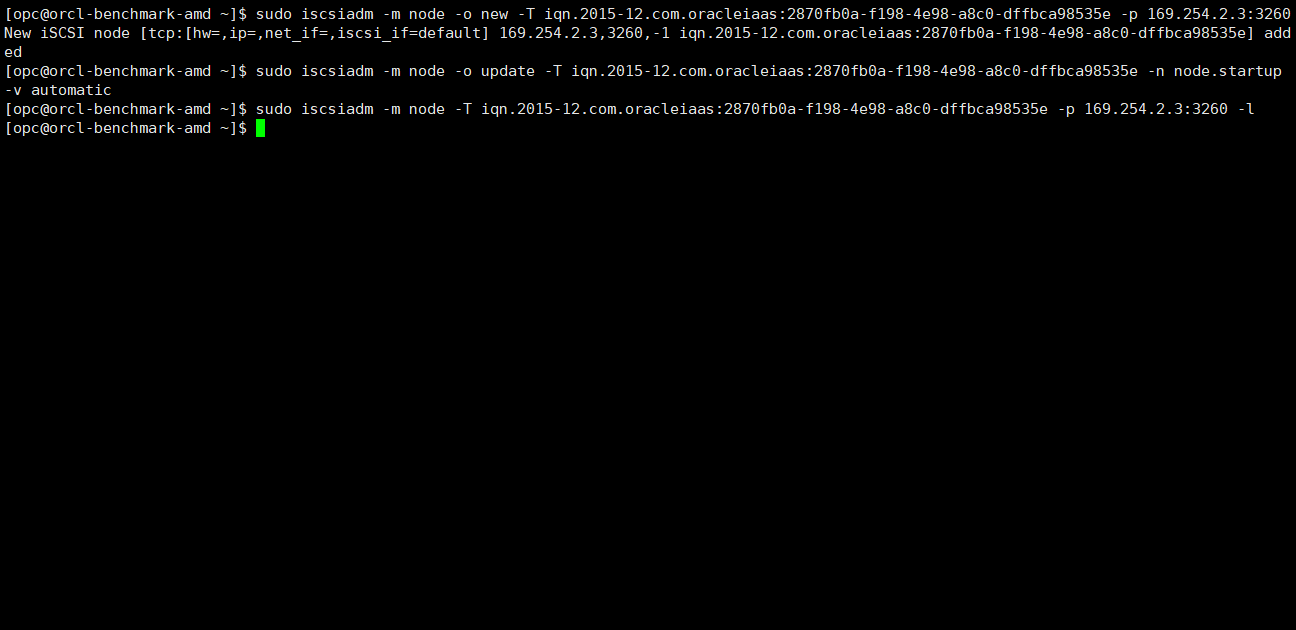 [opc@orcl-benchmark-amd ~]$ sudo iscsiadm -m node -o new -T iqn.2015-12.com.oracleiaas:2870fb0a-f198-4e98-a8c0-dffbca98535e -p 169.254.2.3:3260
New iSCSI node [tcp:[hw=,ip=,net_if=,iscsi_if=default] 169.254.2.3,3260,-1 iqn.2015-12.com.oracleiaas:2870fb0a-f198-4e98-a8c0-dffbca98535e] add
ed
[opc@orcl-benchmark-amd ~]$ sudo iscsiadm -m node -o update -T iqn.2015-12.com.oracleiaas:2870fb0a-f198-4e98-a8c0-dffbca98535e -n node.startup
-v automatic
[opc@orcl-benchmark-amd ~]$ sudo iscsiadm -m node -T iqn.2015-12.com.oracleiaas:2870fb0a-f198-4e98-a8c0-dffbca98535e -p 169.254.2.3:3260 -l
[opc@orcl-benchmark-amd ~]$